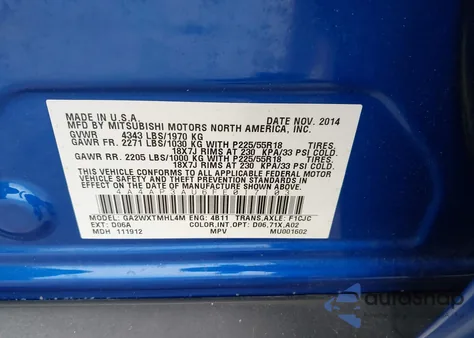 MADE IN U.S.A. DATE NOV. 2014
MFD BY MITSUBISHI MOTORS NORTH AMERICA, INC.
GVWR 4343 LBS/1970 KG
GAWR FR. 2271 LBS/1030 KG WITH P225/55R18 TIRES,
18X7J RIMS AT 230 KPA/33 PSI COLD.
GAWR RR. 2205 LBS/1000 KG WITH P225/55R18 TIRES,
18X7J RIMS AT 230 KPA/33 PSI COLD.
THIS VEHICLE CONFORMS TO ALL APPLICABLE FEDERAL MOTOR
VEHICLE SAFETY STANDARDS IN EFFECT ON THE DATE OF
MANUFACTURE SHOWN ABOVE.
MODEL: GA2WXTMHL4M ENG: 4B11 TRANS,AXLE: F1CJC
EXT: D06A COLOR,INT,OPT: D06,71X,A02
MDH 111912 MPV MU001602
autosnap